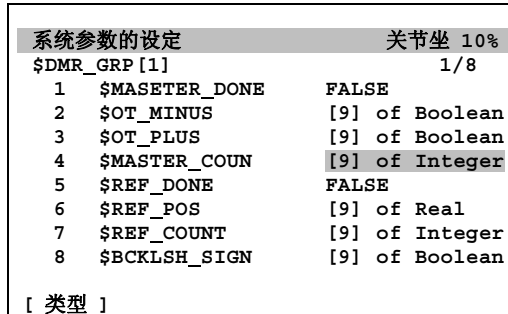 系统参数的设定 关节坐 10%
$DMR_GRP[1] 1/8
1 $MASETER_DONE FALSE
2 $OT_MINUS [9] of Boolean
3 $OT_PLUS [9] of Boolean
4 $MASTER_COUN [9] of Integer
5 $REF_DONE FALSE
6 $REF_POS [9] of Real
7 $REF_COUNT [9] of Integer
8 $BCKLSH_SIGN [9] of Boolean
[ 类型 ]